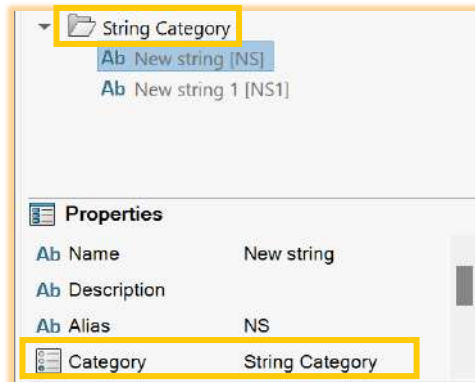 String Category
Ab New string [NS]
Ab New string 1 [NS1]
Properties
Ab Name New string
Ab Description
Ab Alias NS
Category String Category